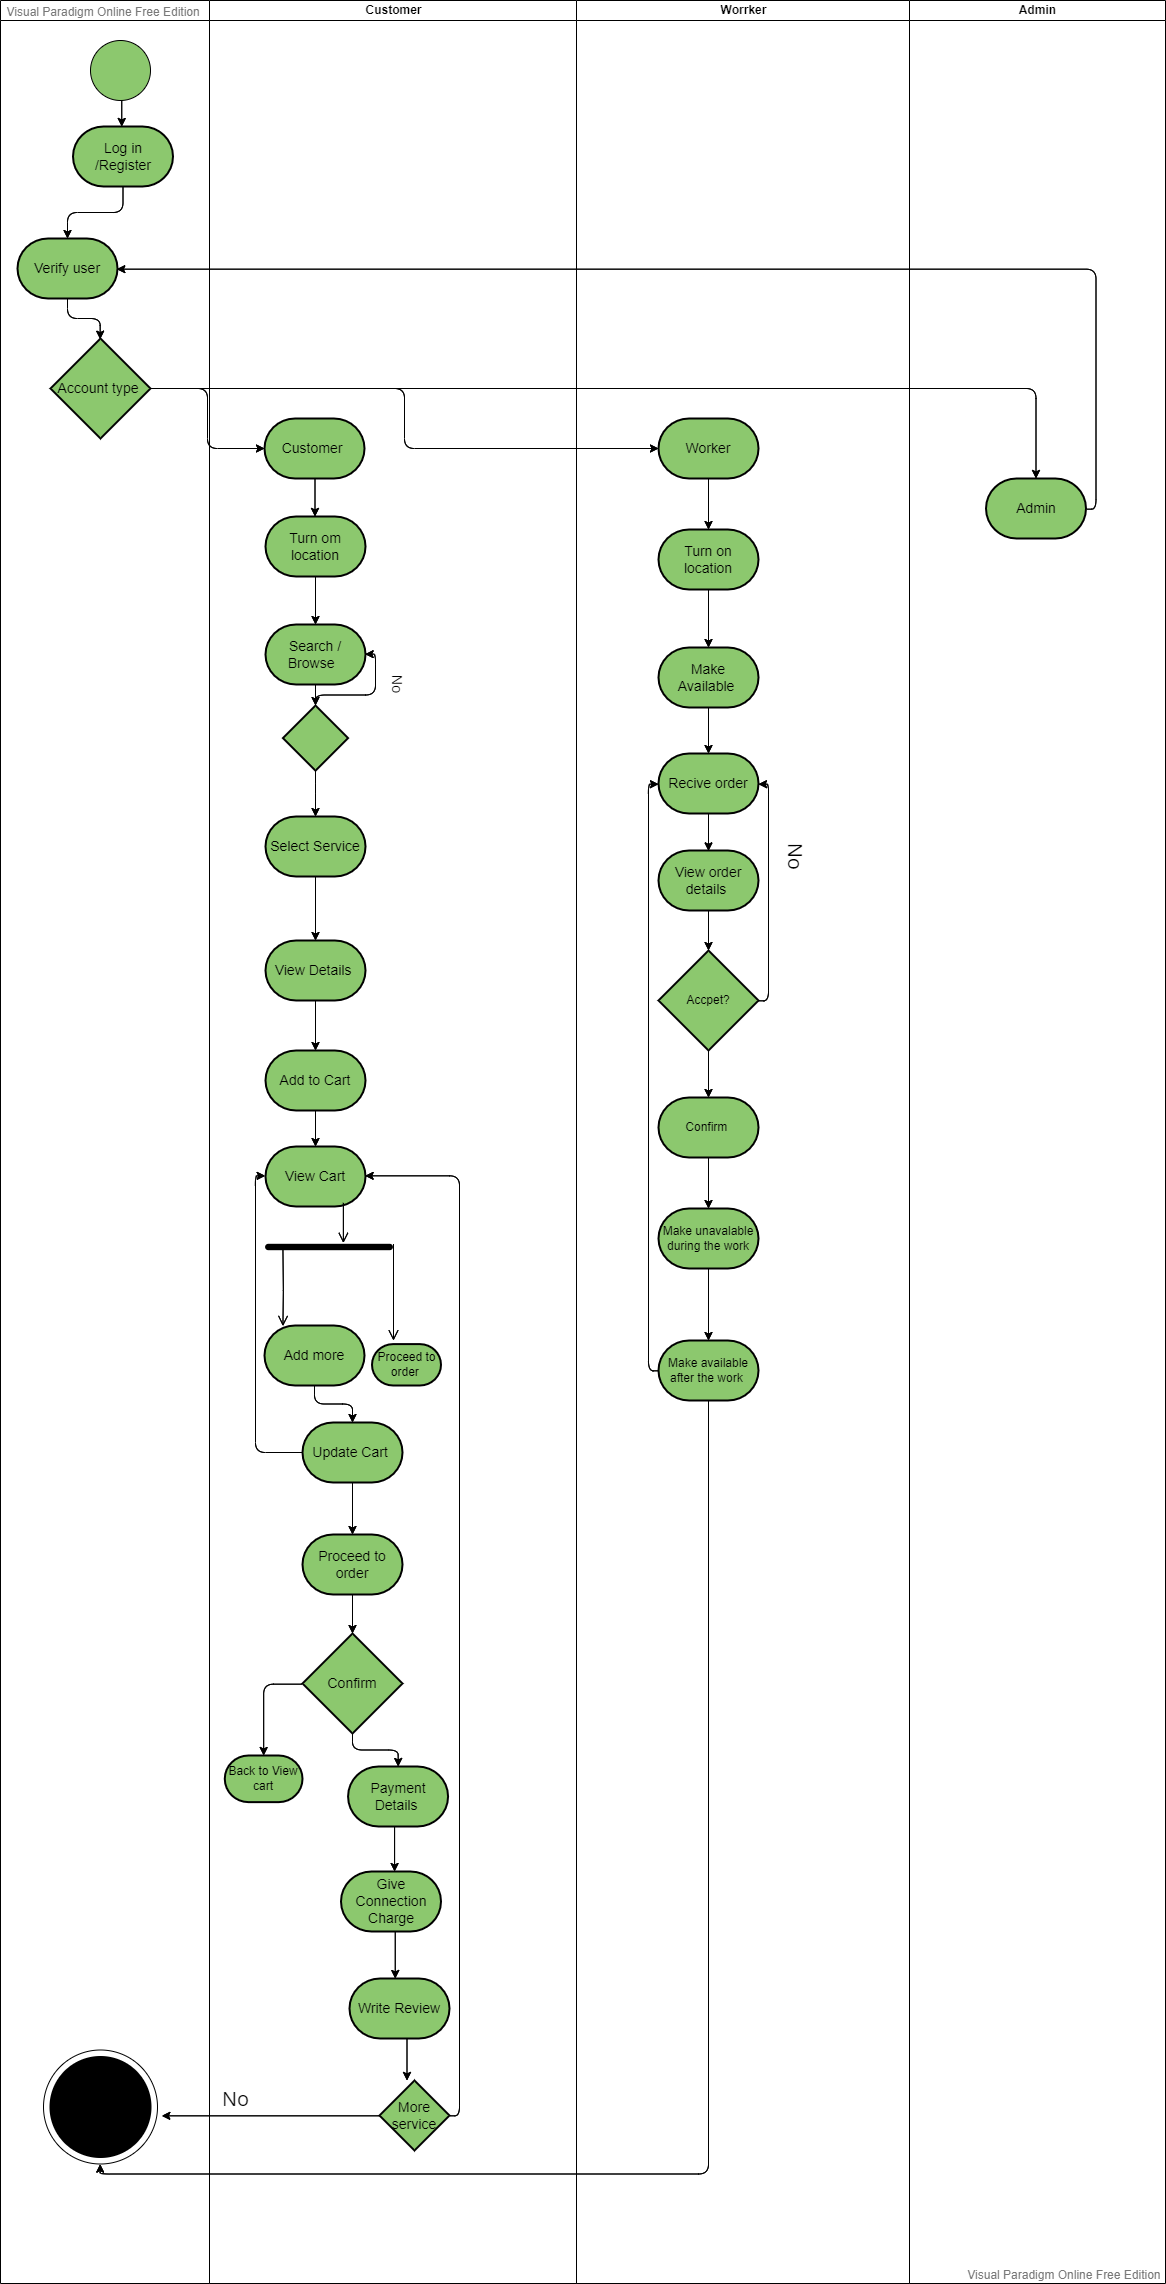 Visual Paradigm Online Free Edition
Customer
Worrker
Admin
Log in
/Register
Verify user
Account type
Customer
Worker
Admin
Turn om
location
Turn on
location
Search /
Browse
No
Make
Available
Recive order
No
Select Service
View order
details
View Details
Accpet?
Add to Cart
Confirm
View Cart
Make unavalable
during the work
Add more
Proceed to
order
Make available
after the work
Update Cart
Proceed to
order
Confirm
Back to View
cart
Payment
Details
Give
Connection
Charge
Write Review
No
More
service
Visual Paradigm Online Free Edition